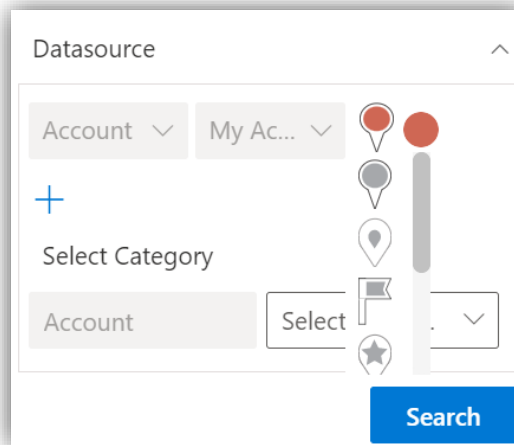 Datasource
Account My Ac...
Select Category
Account Select
Search